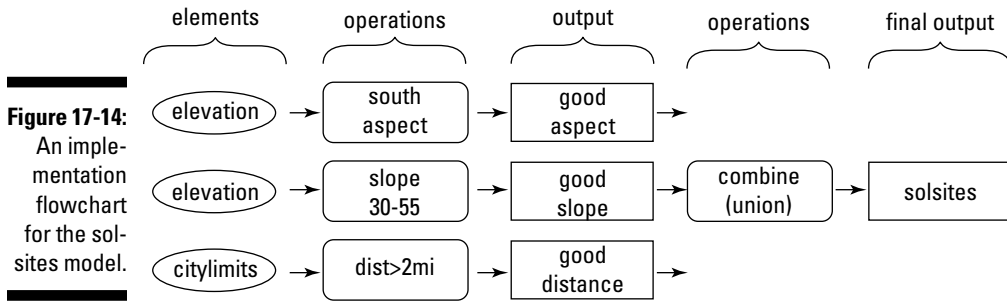 elements operations output operations final output
Figure 17-14:
An imple-
mentation
flowchart
for the sol-
sites model.
elevation south aspect good aspect
elevation slope 30-55 good slope combine (union) solsites
citylimits dist>2mi good distance